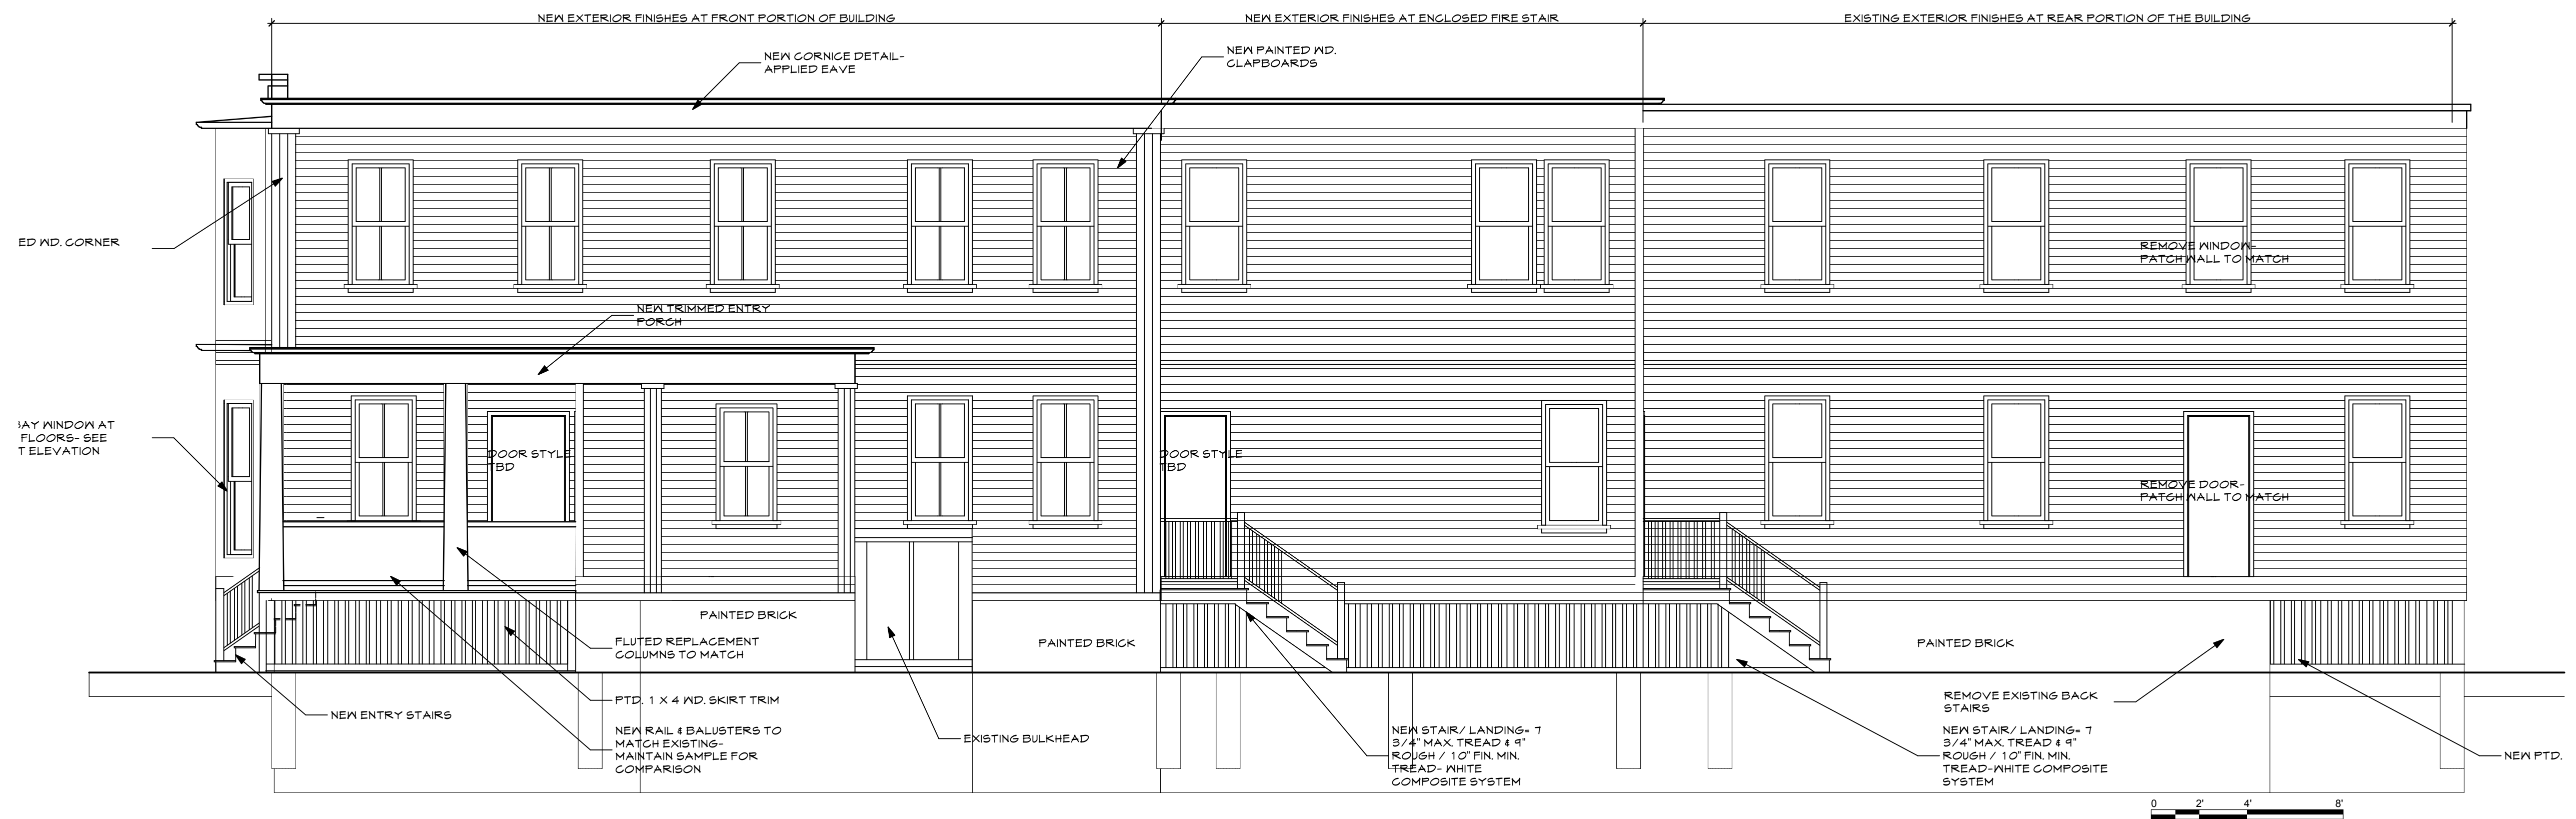 NEW EXTERIOR FINISHES AT FRONT PORTION OF BUILDING
NEW EXTERIOR FINISHES AT ENCLOSED FIRE STAIR
EXISTING EXTERIOR FINISHES AT REAR PORTION OF THE BUILDING
NEW CORNICE DETAIL-
APPLIED EAVE
NEW PAINTED WD.
CLAPBOARDS
ED WD. CORNER
REMOVE WINDOW-
PATCH WALL TO MATCH
NEW TRIMMED ENTRY
PORCH
BAY WINDOW AT
FLOORS- SEE
T ELEVATION
DOOR STYLE
TBD
DOOR STYLE
TBD
REMOVE DOOR-
PATCH WALL TO MATCH
PAINTED BRICK
PAINTED BRICK
PAINTED BRICK
FLUTED REPLACEMENT
COLUMNS TO MATCH
PTD. 1 X 4 WD. SKIRT TRIM
NEW ENTRY STAIRS
NEW RAIL & BALUSTERS TO
MATCH EXISTING-
MAINTAIN SAMPLE FOR
COMPARISON
EXISTING BULKHEAD
NEW STAIR/ LANDING= 7
3/4" MAX. TREAD & 9"
ROUGH / 10" FIN. MIN.
TREAD- WHITE
COMPOSITE SYSTEM
REMOVE EXISTING BACK
STAIRS
NEW STAIR/ LANDING= 7
3/4" MAX. TREAD & 9"
ROUGH / 10" FIN. MIN.
TREAD-WHITE COMPOSITE
SYSTEM
NEW PTD.
0 2' 4' 8'